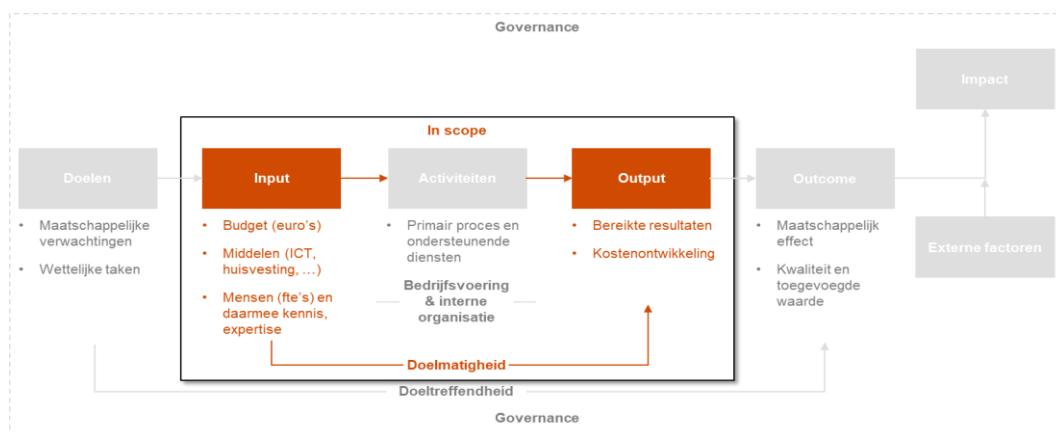 Governance
Impact
In scope
Doelen
Input
Activiteiten
Output
Outcome
Externe factoren
• Maatschappelijke
verwachtingen
• Wettelijke taken
• Budget (euro's)
• Middelen (ICT,
huisvesting, ...)
• Mensen (fte's) en
daarmee kennis,
expertise
• Primair proces en
ondersteunende
diensten
Bedrijfsvoering
& interne
organisatie
• Bereikte resultaten
• Kostenontwikkeling
• Maatschappelijk
effect
• Kwaliteit en
toegevoegde
waarde
Doelmatigheid
Doeltreffendheid
Governance